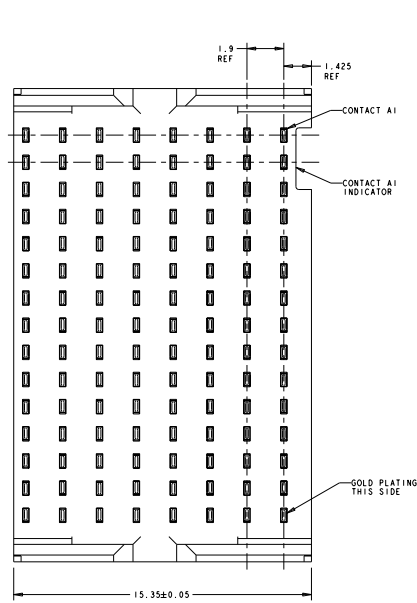 1.9
REF
1.425
REF
CONTACT A1
CONTACT A1
INDICATOR
GOLD PLATING
THIS SIDE
15.35±0.05